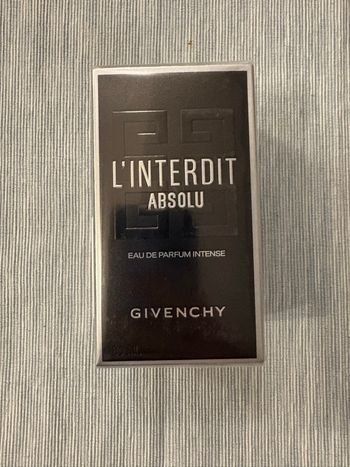 L'INTERDIT
ABSOLU
EAU DE PARFUM INTENSE
GIVENCHY